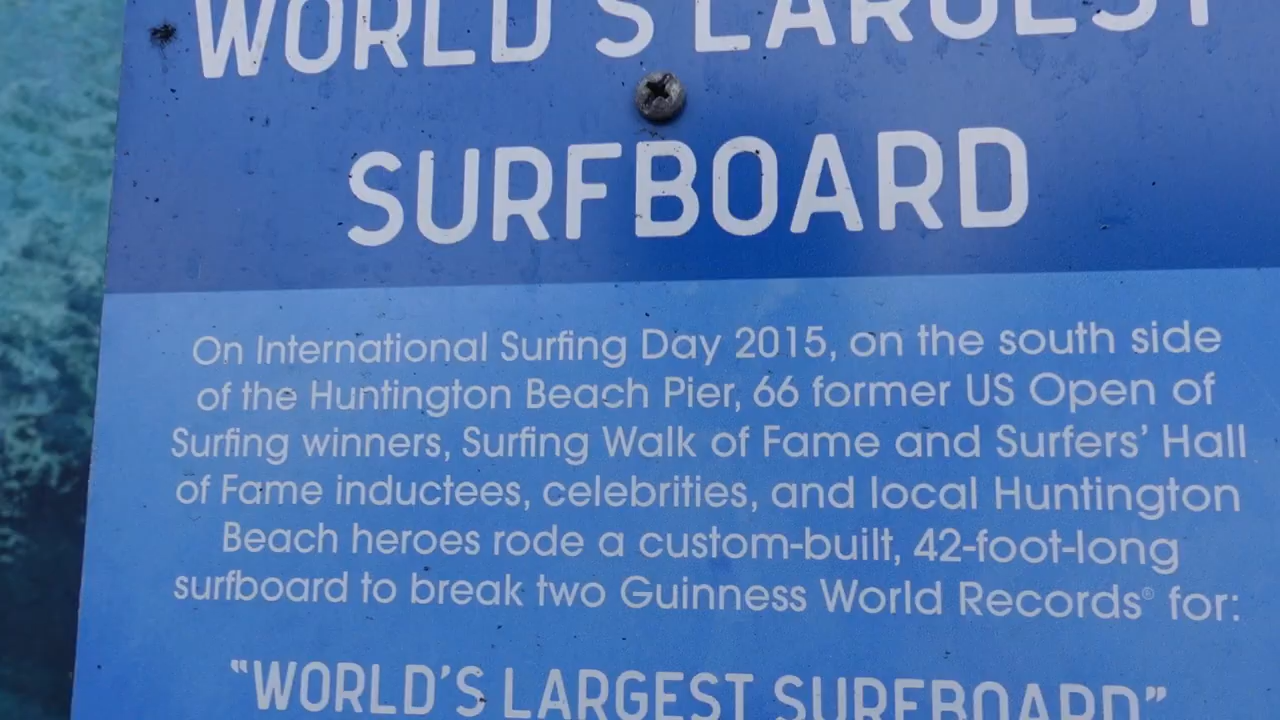 WORLD'S LARGEST
SURFBOARD
On International Surfing Day 2015, on the south side
of the Huntington Beach Pier, 66 former US Open of
Surfing winners, Surfing Walk of Fame and Surfers' Hall
of Fame inductees, celebrities, and local Huntington
Beach heroes rode a custom-built, 42-foot-long
surfboard to break two Guinness World Records® for:
“WORLD'S LARGEST SURFBOARD”